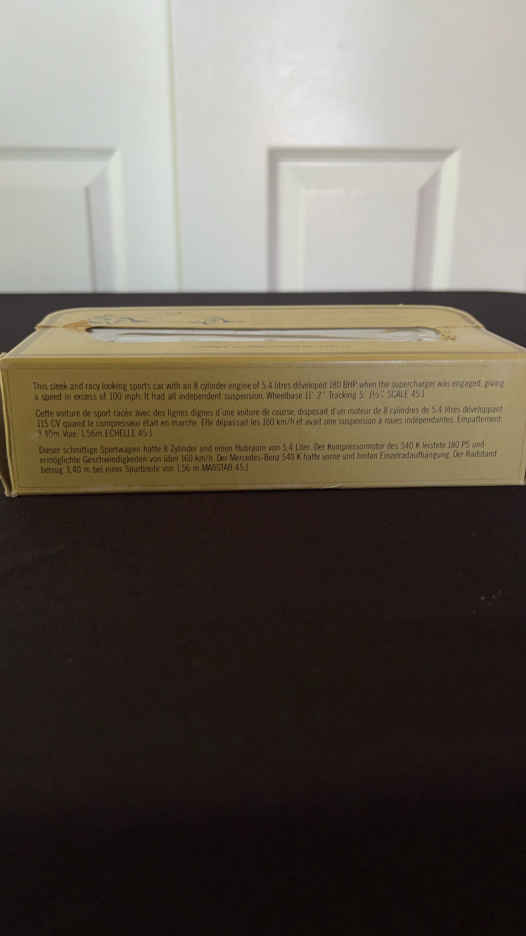 This sleek and racy looking sports car with an 8 cylinder engine of 5.4 litres developed 180 BHP when the supercharger was engaged, giving
a speed in excess of 100 mph. It had all independent suspension. Wheelbase 11' 2" Tracking 5' 1½" SCALE 45:1
Cette voiture de sport racée avec des lignes dignes d'une voiture de course, disposait d'un moteur de 8 cylindres de 5,4 litres développant
115 CV quand le compresseur était en marche. Elle dépassait les 160 km/h et avait une suspension à roues indépendantes. Empattement:
3,40m. Voie: 1,56m. ECHELLE 45:1
Dieser schnittige Sportwagen hatte 8 Zylinder und einen Hubraum von 5,4 Liter. Der Kompressormotor des 540 K leistete 180 PS und
ermöglichte Geschwindigkeiten von über 160 km/h. Der Mercedes-Benz 540 K hatte vorne und hinten Einzelradaufhängung. Der Radstand
betrug 3,40 m bei einer Spurbreite von 1,56 m MAßSTAB 45:1